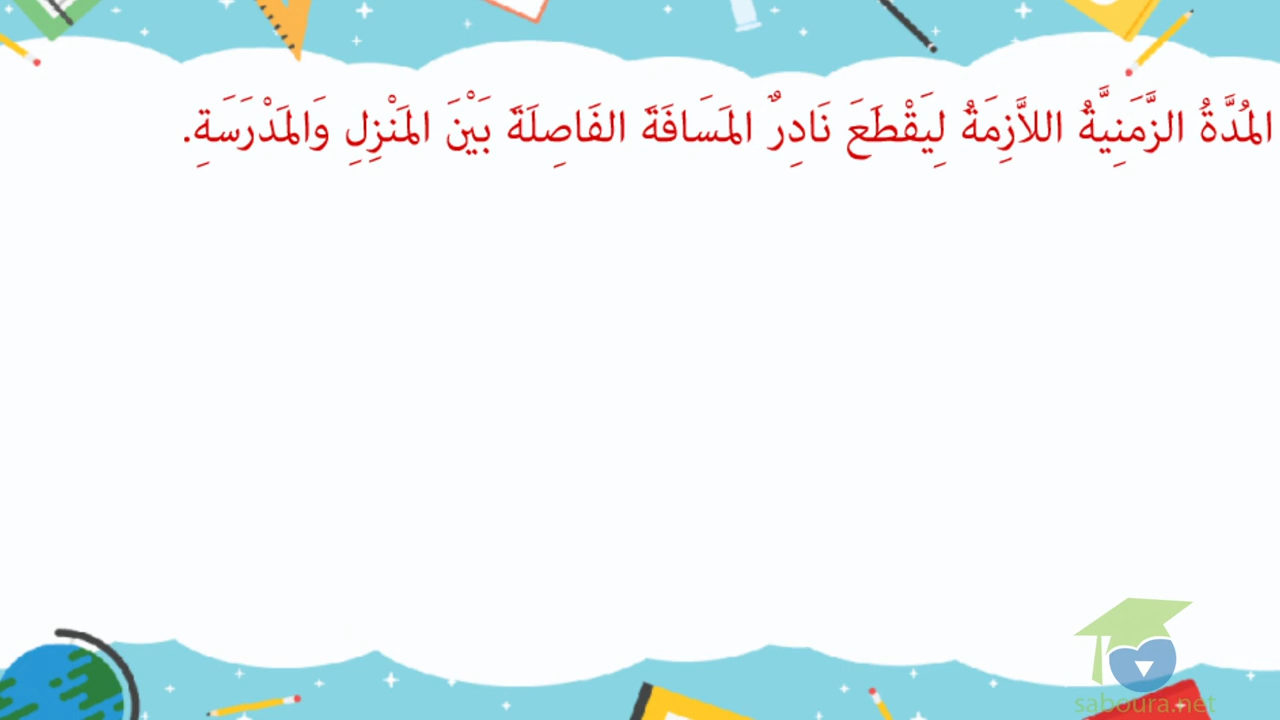 المُدَّةُ الزَّمَنِيَّةُ اللاَّزِمَةُ لِيَقْطَعَ نَادِرٌ المَسَافَةَ الفَاصِلَةَ بَيْنَ المَنْزِلِ وَالمَدْرَسَةِ.
saboura.net